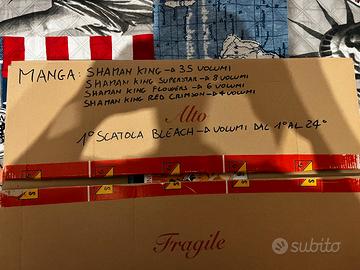 MANGA: SHAMAN KING → 35 VOLUMI
SHAMAN KING SUPERSTAR → 8 VOLUMI
SHAMAN KING FLOWERS → 6 VOLUMI
SHAMAN KING RED CRIMSON → 4 VOLUMI
Alto
1° SCATOLA BLEACH → VOLUMI DAL 1° AL 24°
Fragile
subito